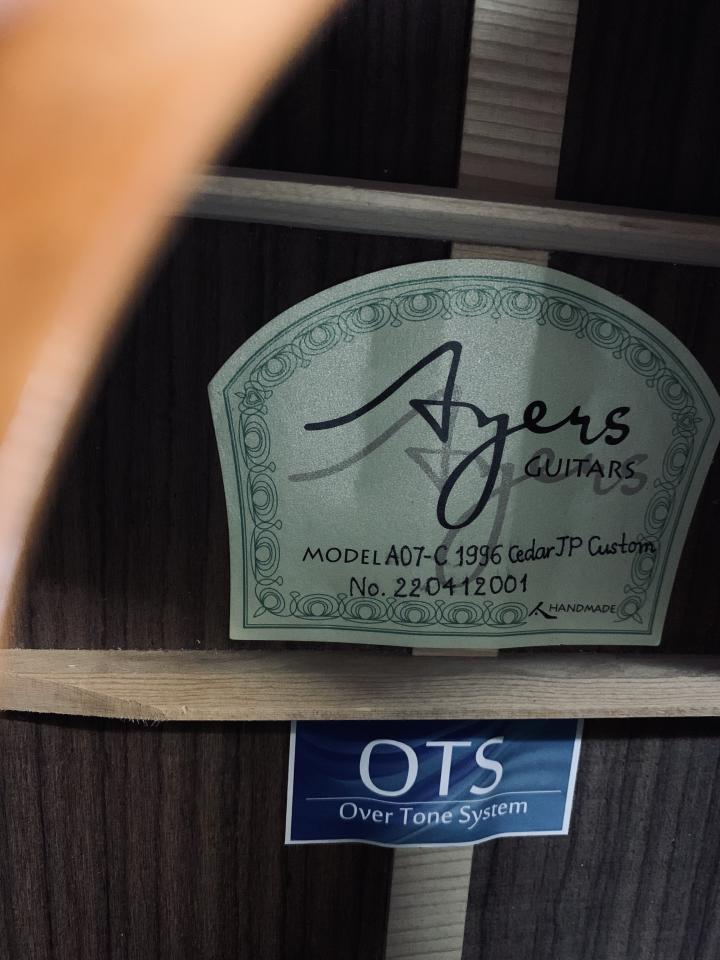 Ayers
GUITARS
MODEL A07-C 1996 Cedar JP Custom
No. 220412001
HANDMADE
OTS
Over Tone System